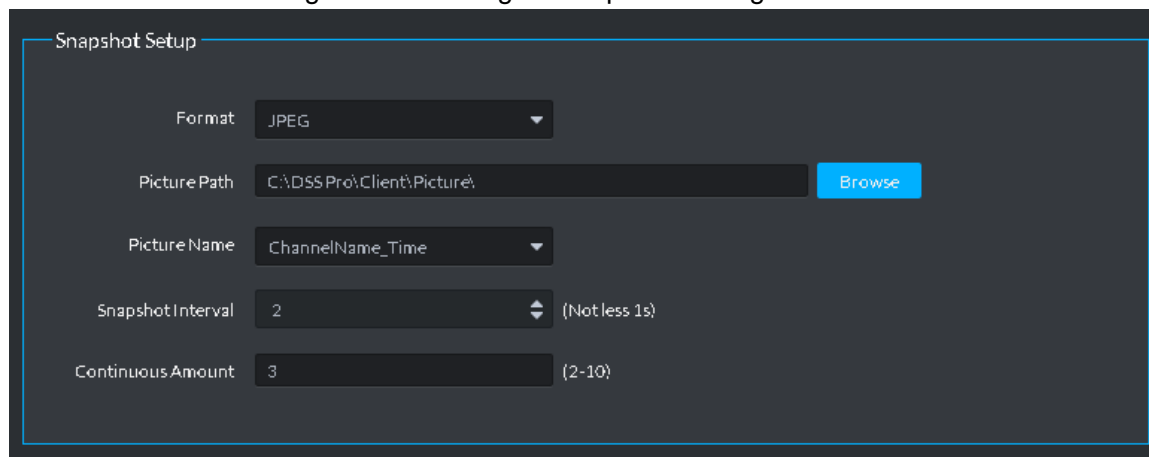 Snapshot Setup
Format JPEG
Picture Path C:\DSS Pro\Client\Picture\ Browse
Picture Name ChannelName_Time
Snapshot Interval 2 (Not less 1s)
Continuous Amount 3 (2-10)